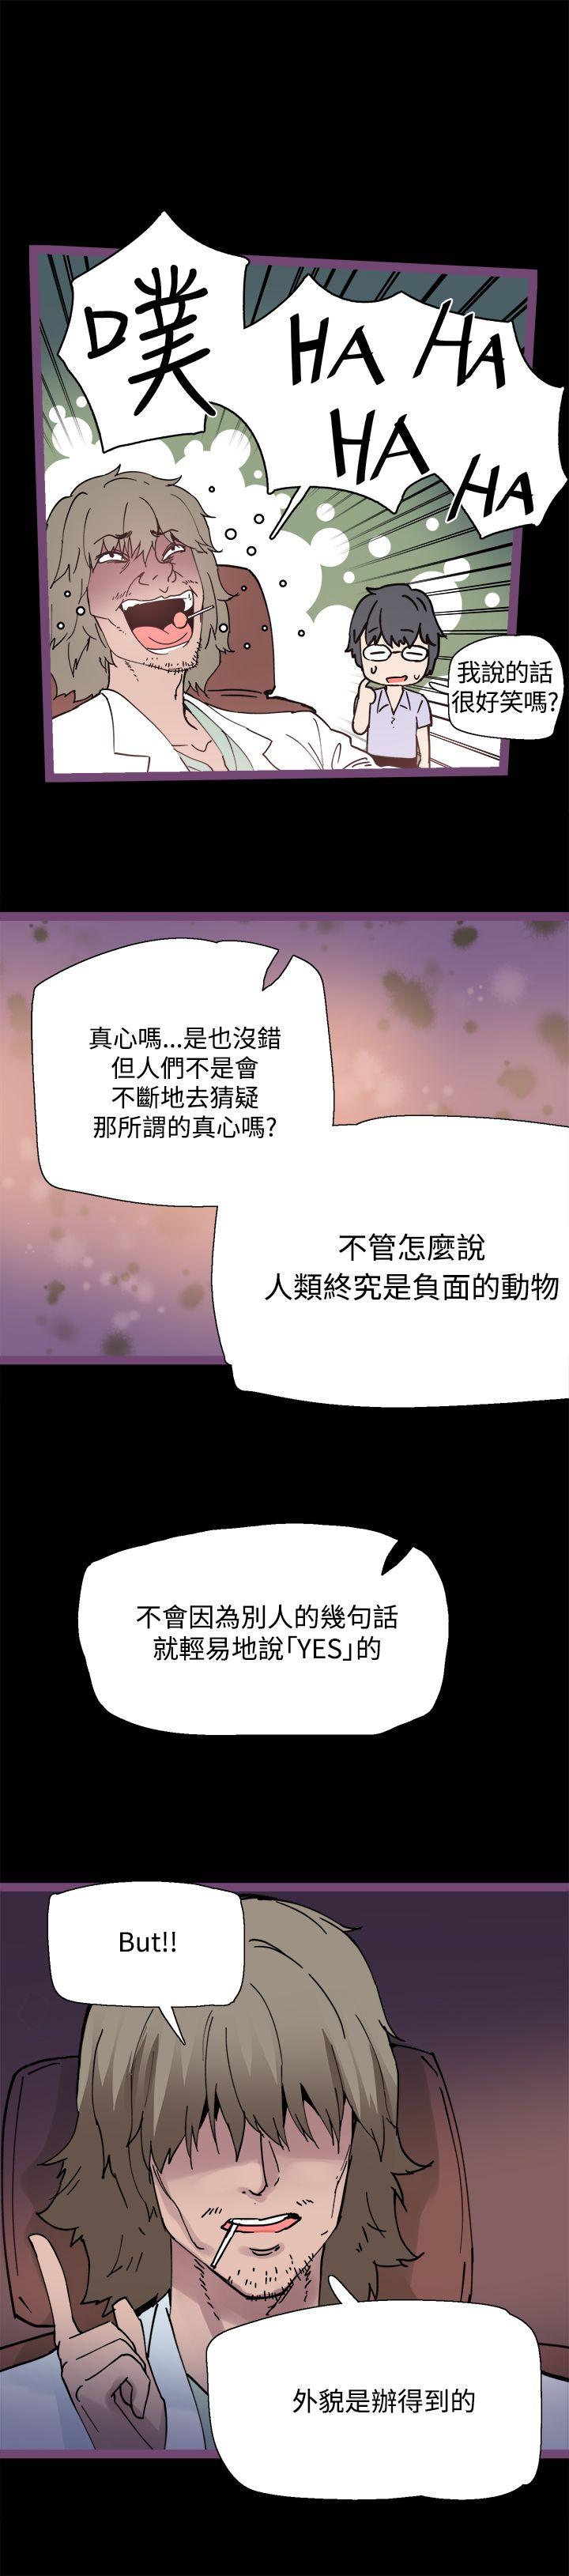 噗
HA HA
HA HA
我說的話
很好笑嗎?
真心嗎...是也沒錯
但人們不是會
不斷地去猜疑
那所謂的真心嗎?
不管怎麼說
人類終究是負面的動物
不會因為別人的幾句話
就輕易地說「YES」的
But!!
外貌是辦得到的